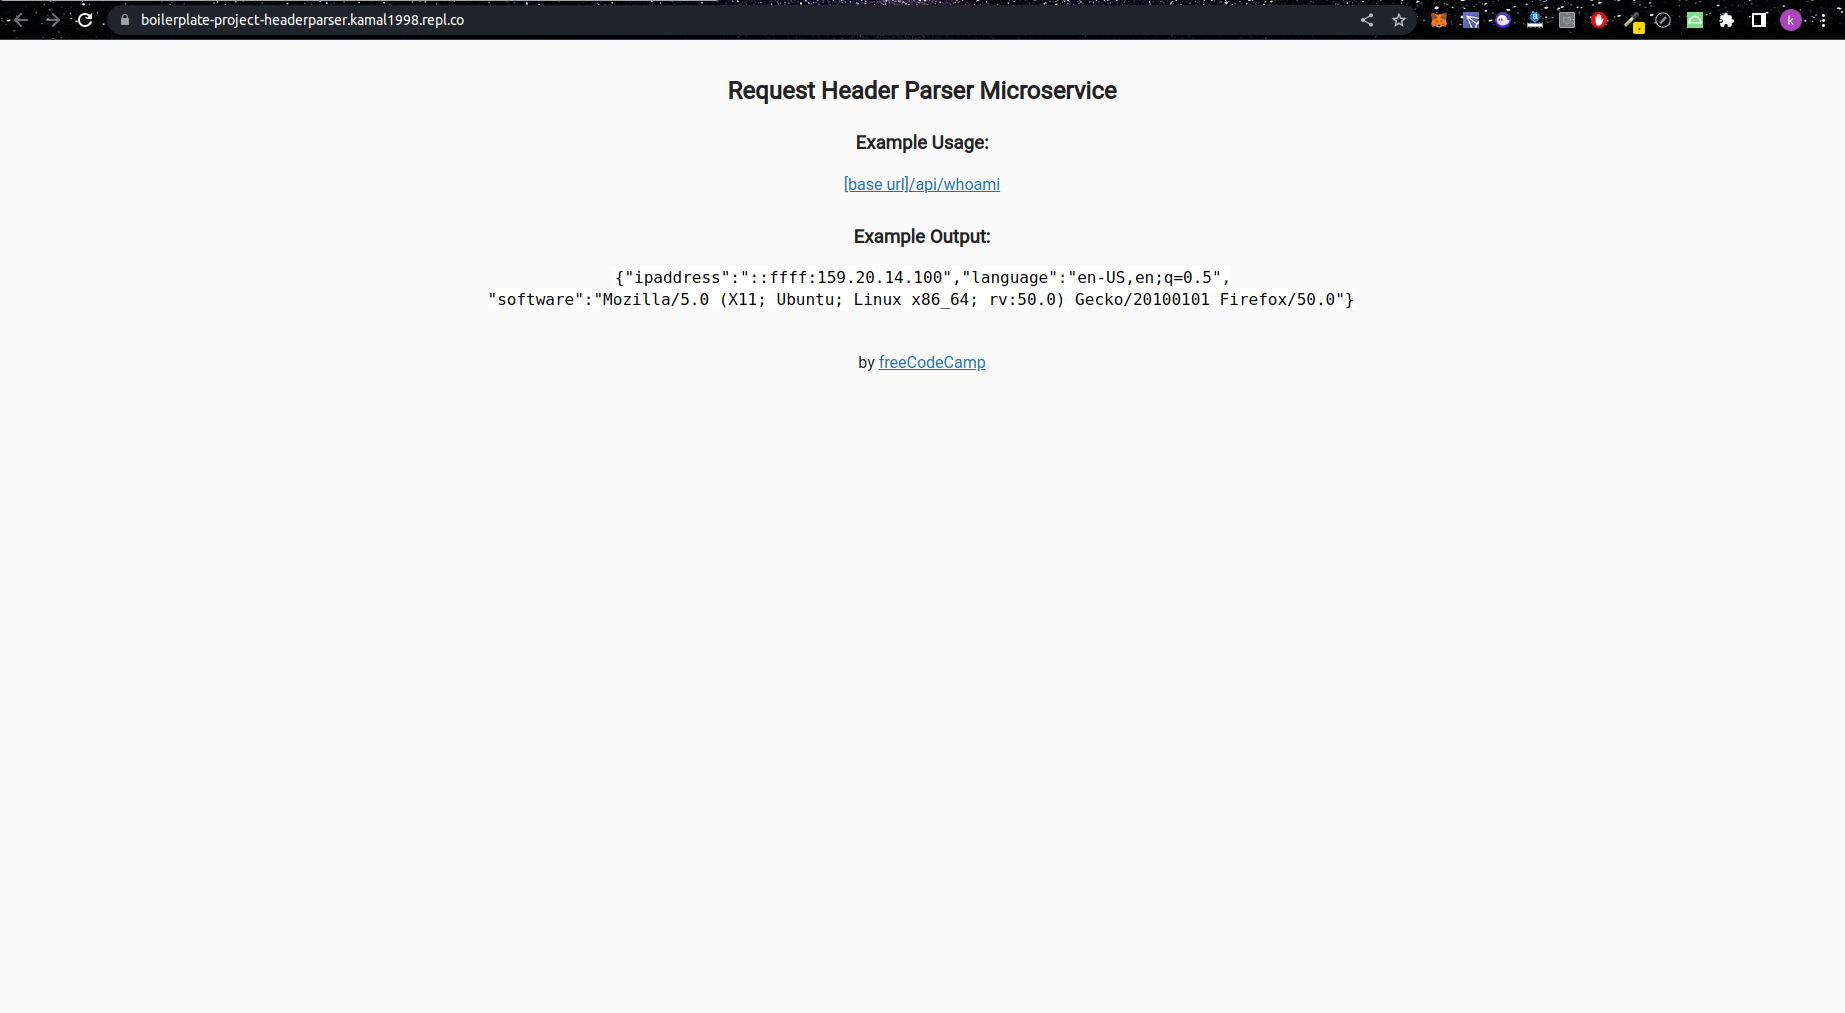 boilerplate-project-headerparser.kamal1998.repl.co
k
Request Header Parser Microservice
Example Usage:
[base url]/api/whoami
Example Output:
{"ipaddress":"::ffff:159.20.14.100","language":"en-US,en;q=0.5",
"software":"Mozilla/5.0 (X11; Ubuntu; Linux x86_64; rv:50.0) Gecko/20100101 Firefox/50.0"}
by freeCodeCamp